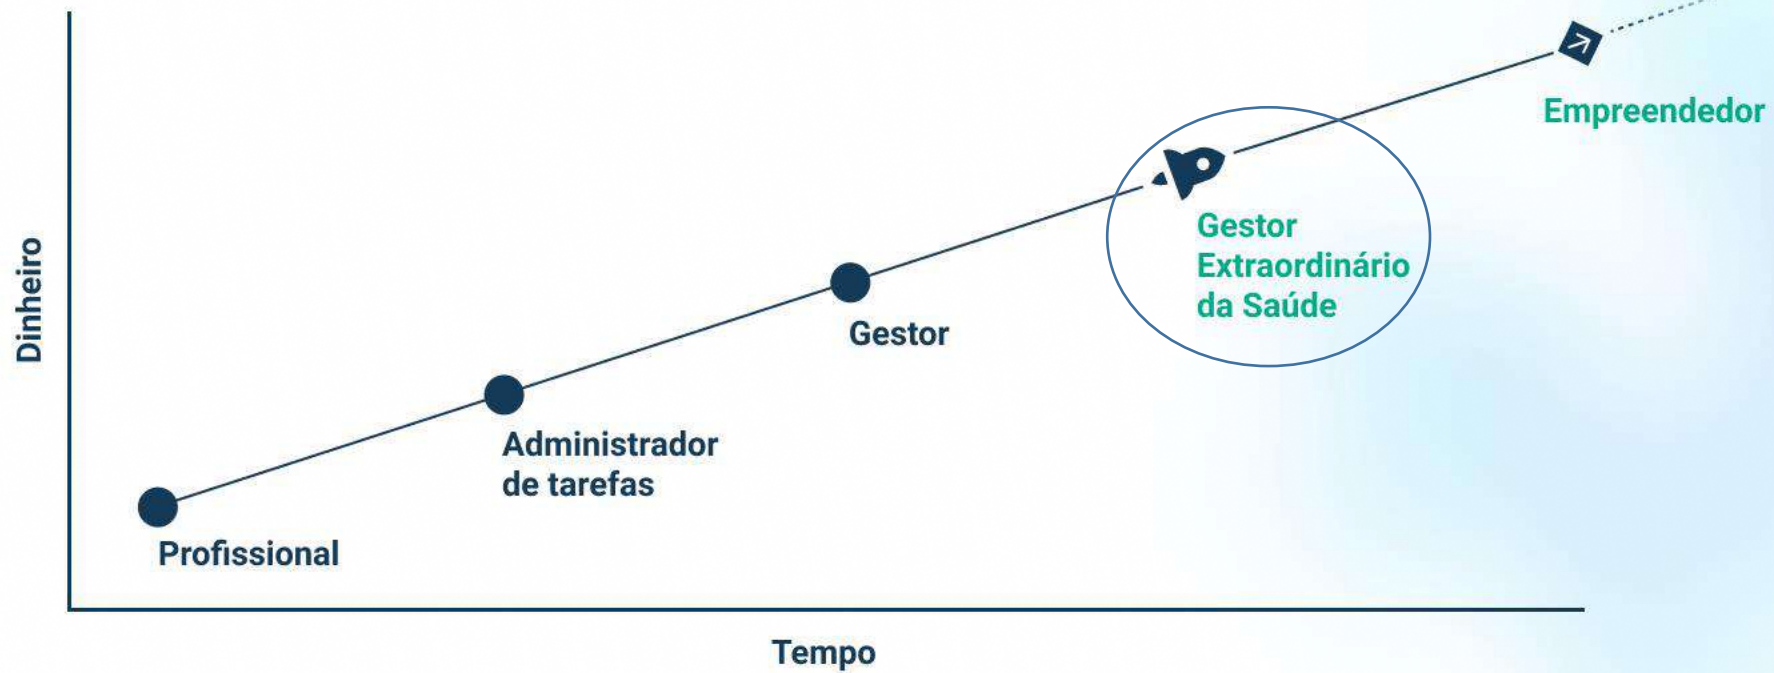 Empreendedor
Gestor
Extraordinário
da Saúde
Gestor
Administrador
de tarefas
Profissional
Dinheiro
Tempo